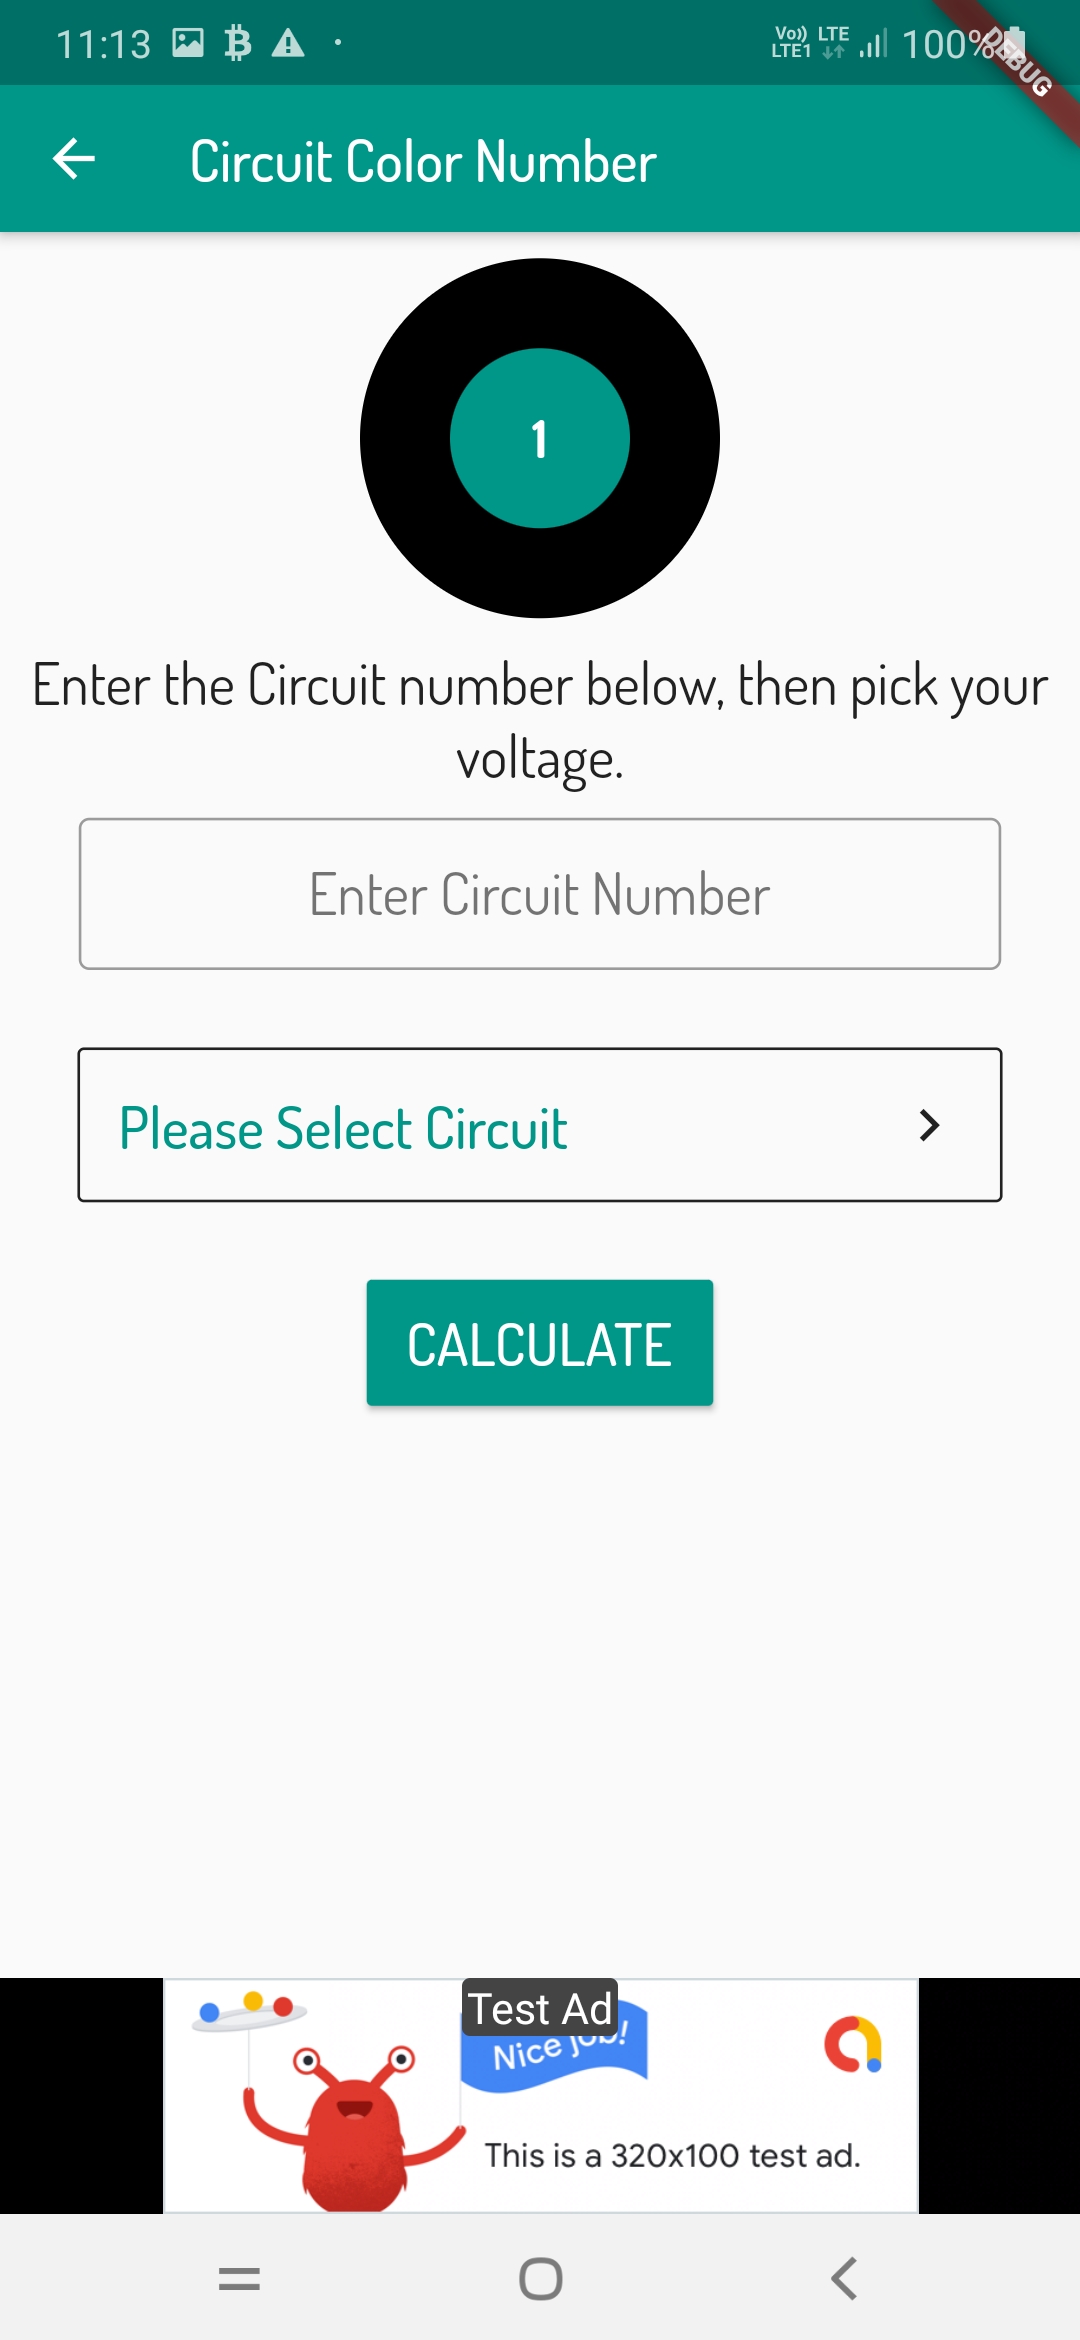 11:13
Vo)) LTE
LTE1
100%
DEBUG
Circuit Color Number
1
Enter the Circuit number below, then pick your
voltage.
Enter Circuit Number
Please Select Circuit
CALCULATE
Test Ad
Nice job!
This is a 320x100 test ad.